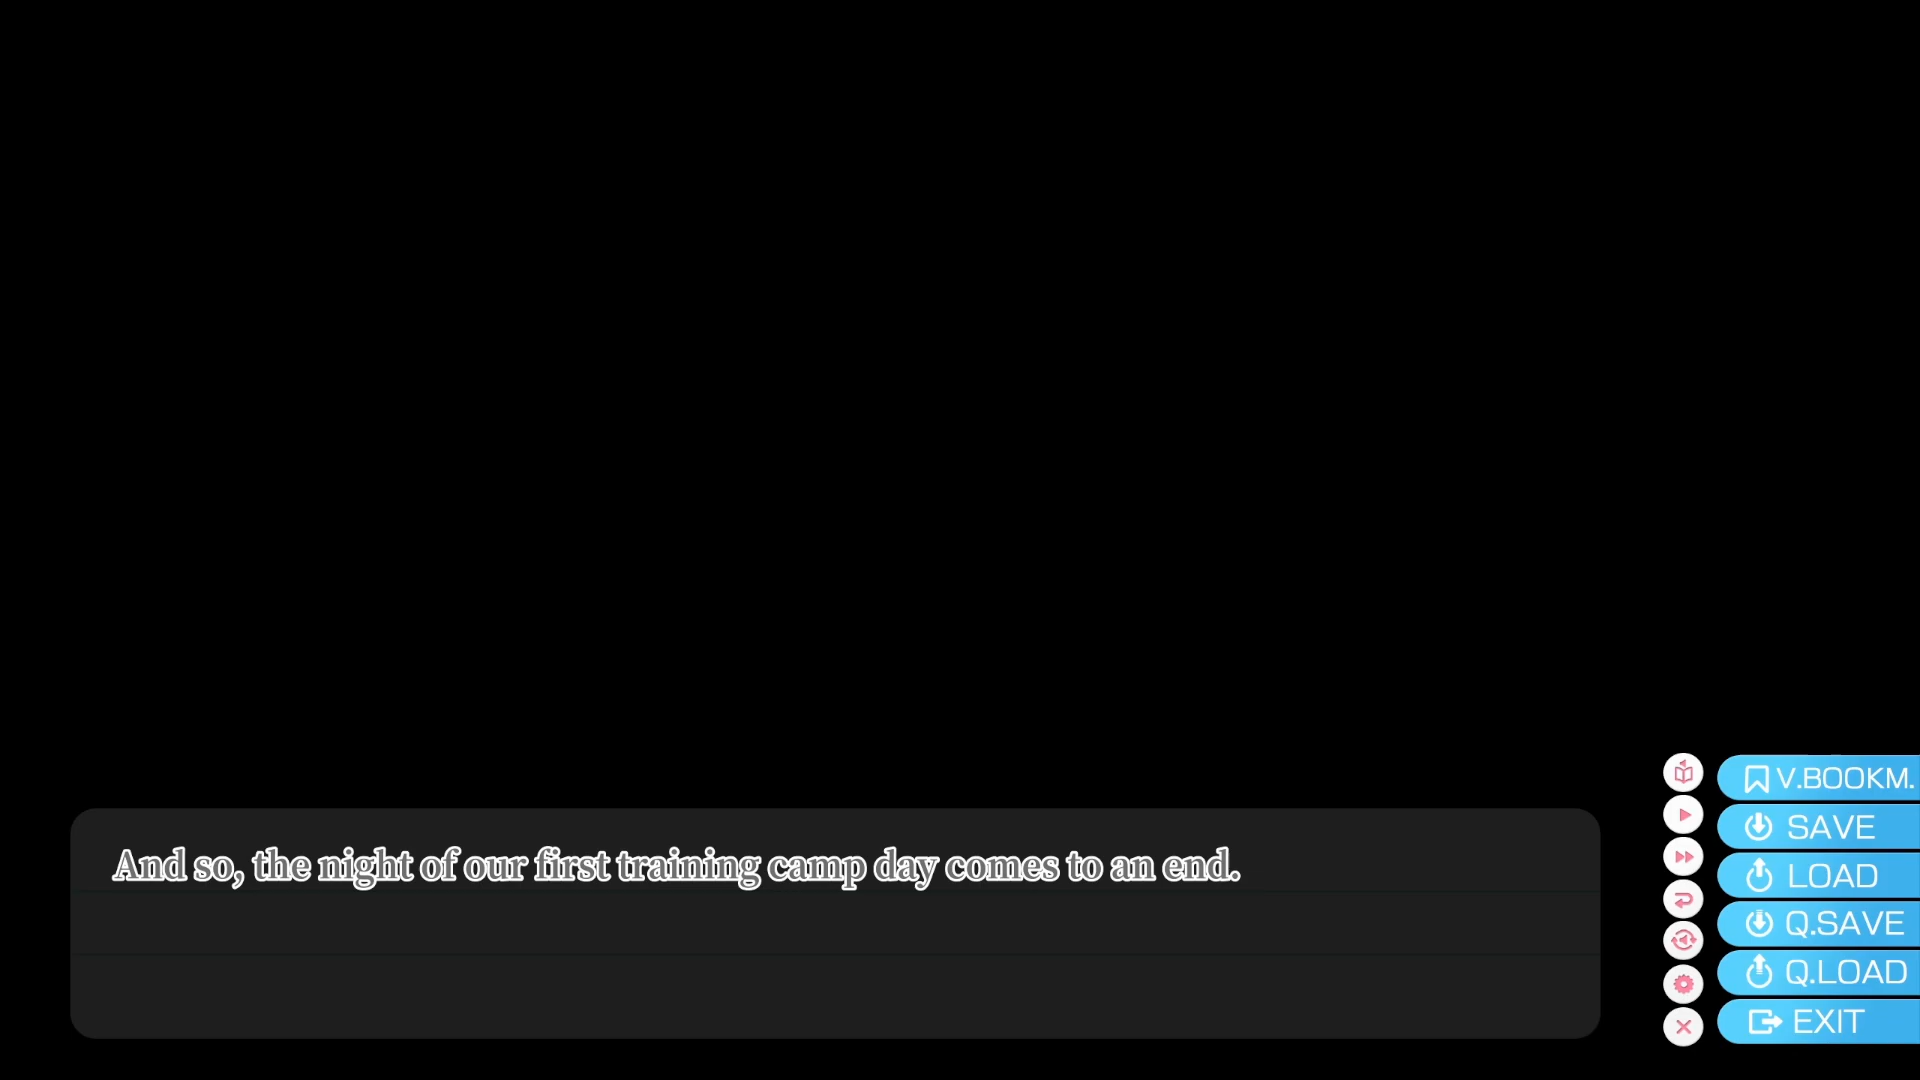 And so, the night of our first training camp day comes to an end.
V.BOOKM.
SAVE
LOAD
Q.SAVE
Q.LOAD
EXIT